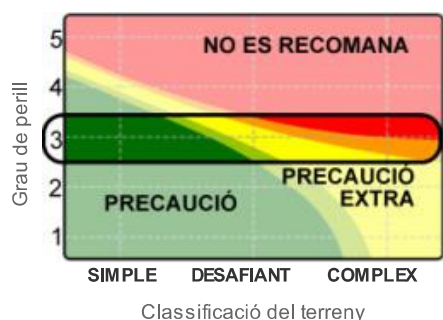 5
NO ES RECOMANA
4
3
Grau de perill
2
PRECAUCIÓ
PRECAUCIÓ
EXTRA
1
SIMPLE DESAFIANT COMPLEX
Classificació del terreny